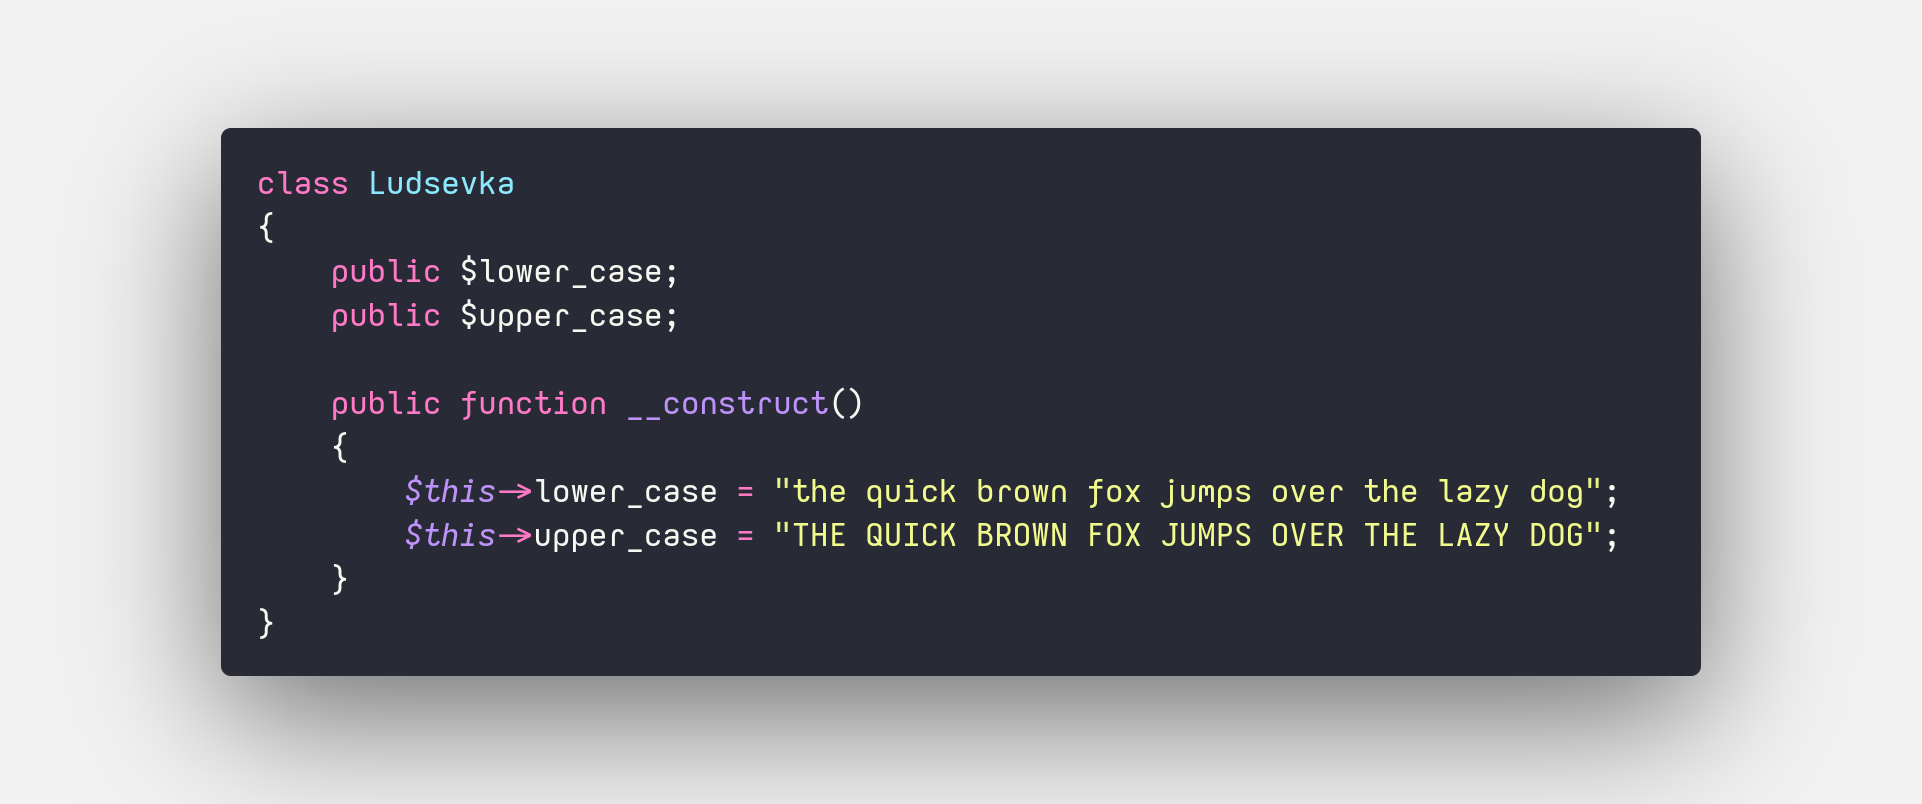 class Ludsevka
{
    public $lower_case;
    public $upper_case;

    public function __construct()
    {
        $this->lower_case = "the quick brown fox jumps over the lazy dog";
        $this->upper_case = "THE QUICK BROWN FOX JUMPS OVER THE LAZY DOG";
    }
}